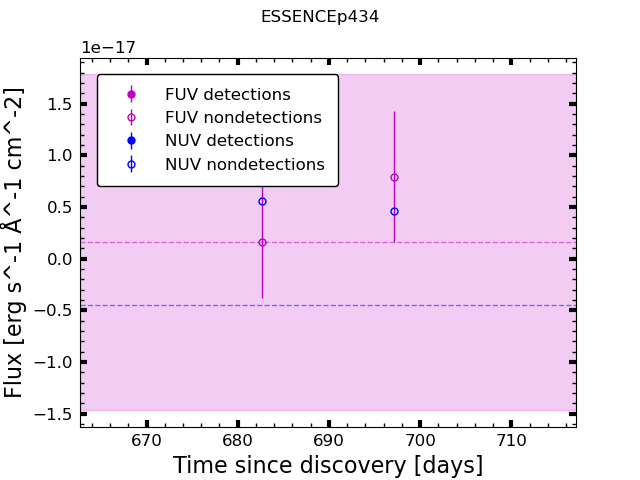 ESSENCEp434
1e−17
FUV detections
FUV nondetections
NUV detections
NUV nondetections
1.5
1.0
0.5
0.0
−0.5
−1.0
−1.5
Flux [erg s^-1 Å^-1 cm^-2]
670 680 690 700 710
Time since discovery [days]